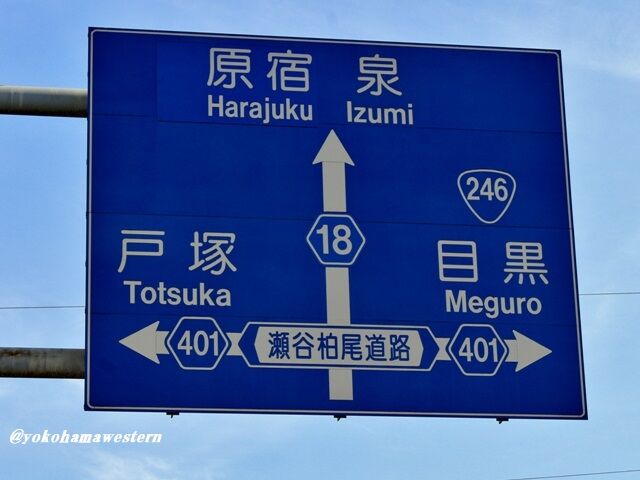 原宿 泉
Harajuku Izumi
246
18
戸塚 目黒
Totsuka Meguro
401 瀬谷柏尾道路 401
@yokohamawestern